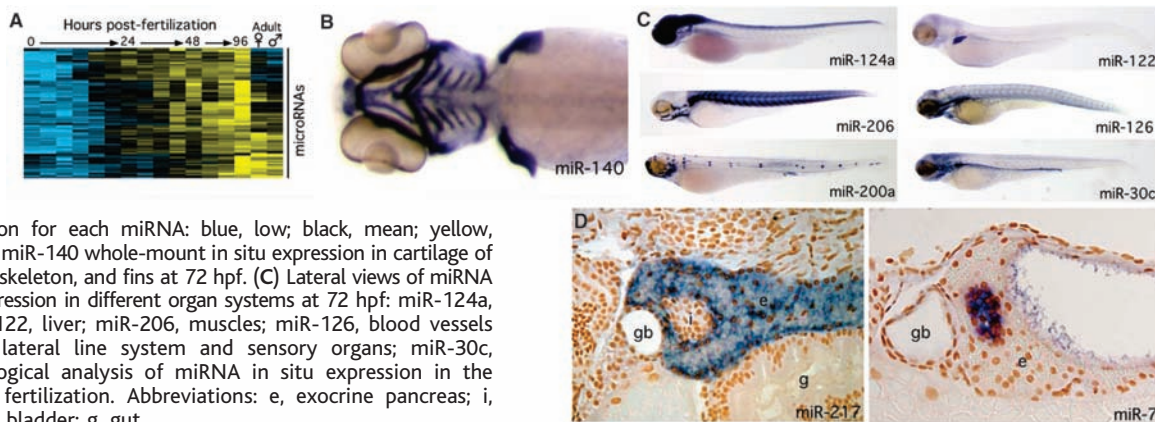 A
Hours post-fertilization
Adult
0 24 48 96 ♀ ♂
microRNAs
B
miR-140
C
miR-124a
miR-122
miR-206
miR-126
miR-200a
miR-30c
on for each miRNA: blue, low; black, mean; yellow,
miR-140 whole-mount in situ expression in cartilage of
skeleton, and fins at 72 hpf. (C) Lateral views of miRNA
ression in different organ systems at 72 hpf: miR-124a,
122, liver; miR-206, muscles; miR-126, blood vessels
lateral line system and sensory organs; miR-30c,
ogical analysis of miRNA in situ expression in the
fertilization. Abbreviations: e, exocrine pancreas; i,
bladder; g, gut
D
e
i
gb
g
miR-217
gb
e
miR-7